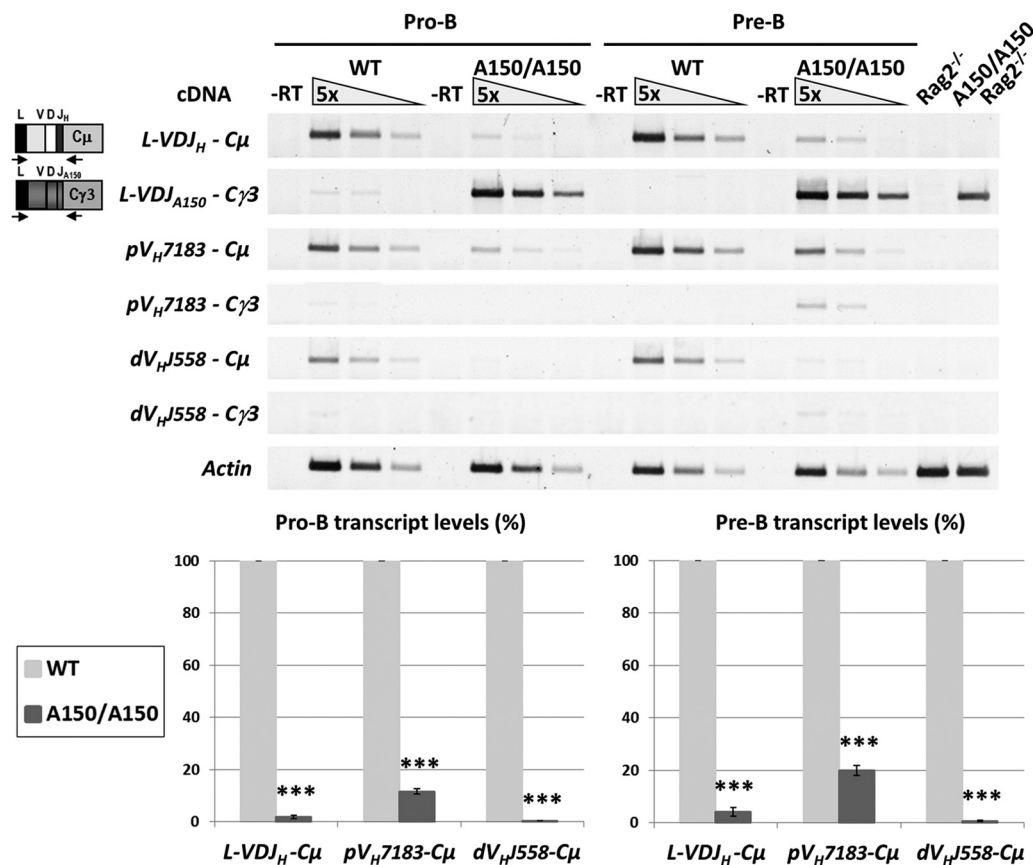 Pro-B Pre-B
WT A150/A150 WT A150/A150 Rag2-/- A150/A150 Rag2-/-
cDNA -RT 5x -RT 5x -RT 5x -RT 5x
L V D JH
Cμ
L-VDJH - Cμ
L V D JA150
Cγ3
L-VDJA150 - Cγ3
pVH7183 - Cμ
pVH7183 - Cγ3
dVHJ558 - Cμ
dVHJ558 - Cγ3
Actin
Pro-B transcript levels (%)
100
80
60
40
20
0
*** *** ***
L-VDJH-Cμ pVH7183-Cμ dVHJ558-Cμ
Pre-B transcript levels (%)
100
80
60
40
20
0
*** *** ***
L-VDJH-Cμ pVH7183-Cμ dVHJ558-Cμ
WT
A150/A150